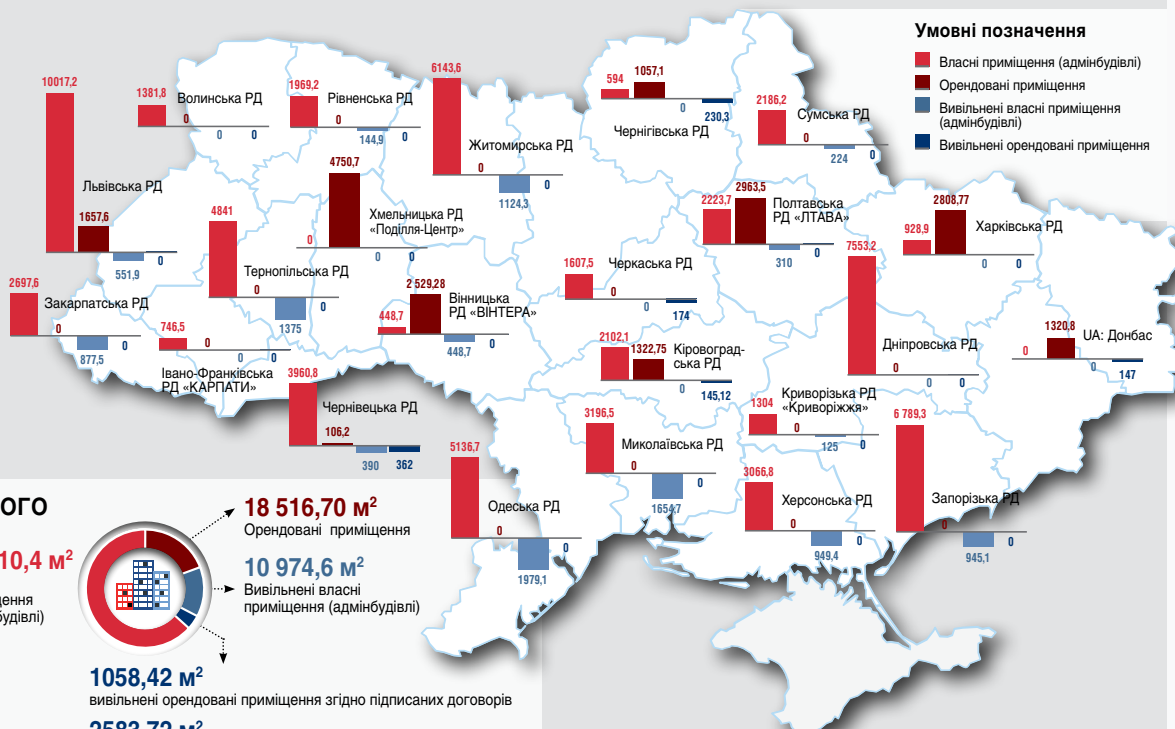 Умовні позначення
Власні приміщення (адмінбудівлі)
Орендовані приміщення
Вивільнені власні приміщення
(адмінбудівлі)
Вивільнені орендовані приміщення
10017,2
1657,6
Львівська РД
551,9
0
1381,8
Волинська РД
0
0
0
1969,2
Рівненська РД
0
144,9
0
6143,6
Житомирська РД
0
1124,3
0
594
1057,1
0
230,3
Чернігівська РД
2186,2
Сумська РД
0
224
0
4750,7
Хмельницька РД
«Поділля-Центр»
0
0
0
2223,7
2963,5
Полтавська
РД «ЛТАВА»
310
0
928,9
2808,77
Харківська РД
0
0
4841
Тернопільська РД
0
1375
0
2697,6
Закарпатська РД
0
877,5
0
746,5
0
0
0
Івано-Франківська
РД «КАРПАТИ»
448,7
2 529,28
Вінницька
РД «ВІНТЕРА»
448,7
0
1607,5
Черкаська РД
0
0
174
7553,2
0
Дніпровська РД
0
0
1320,8
UA: Донбас
0
0
147
2102,1
1322,75
Кіровоград-
ська РД
0
145,12
3960,8
Чернівецька РД
106,2
390
362
1304
Криворізька РД
«Криворіжжя»
0
125
0
3196,5
Миколаївська РД
0
1654,7
0
5136,7
Одеська РД
0
1979,1
0
3066,8
Херсонська РД
0
949,4
0
6 789,3
Запорізька РД
0
945,1
0
ОГО
10,4 м²
щення
будівлі)
18 516,70 м²
Орендовані приміщення
10 974,6 м²
Вивільнені власні
приміщення (адмінбудівлі)
1058,42 м²
вивільнені орендовані приміщення згідно підписаних договорів
2583,72 м²